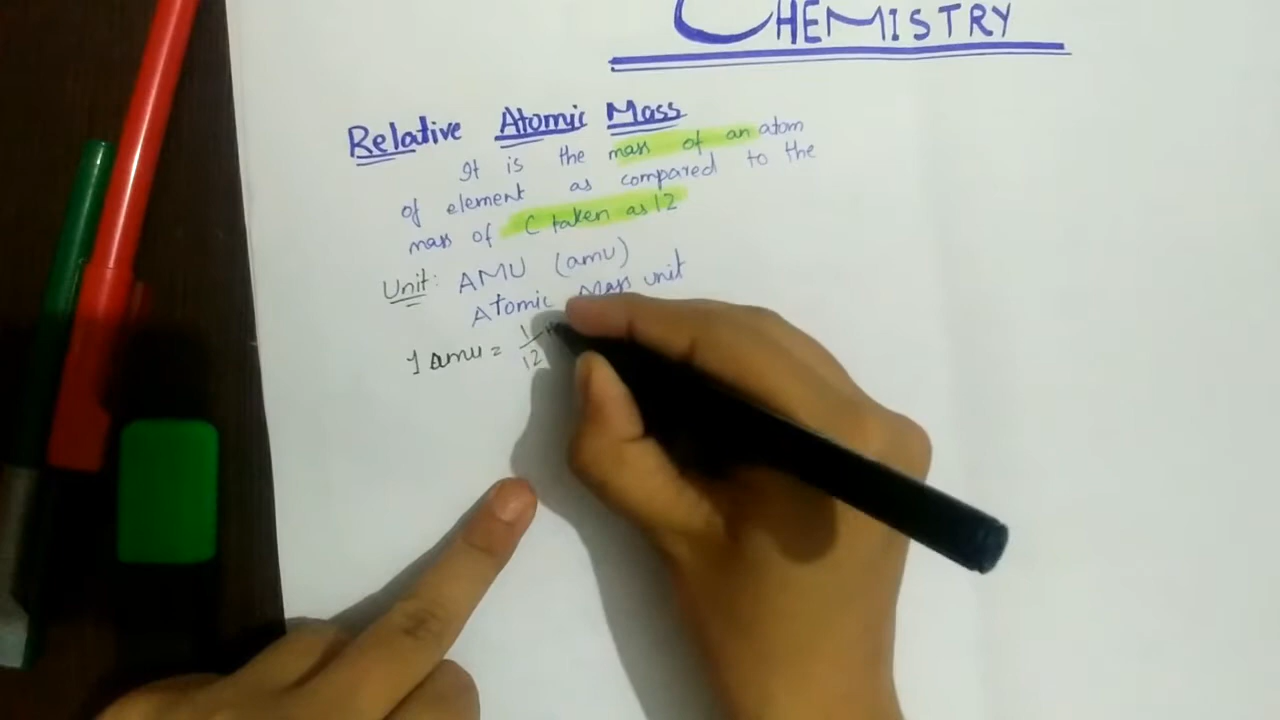 CHEMISTRY
Relative Atomic Mass
It is the mass of an atom
of element as compared to the
mass of C taken as 12
Unit: AMU (amu)
Atomic Mass unit
1 amu = 1/12